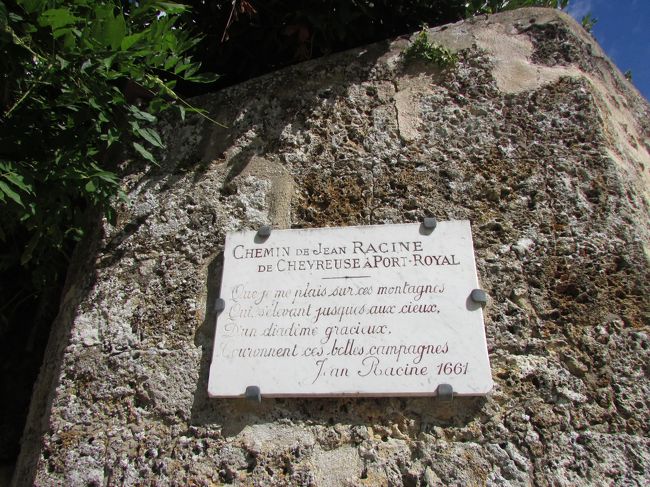 CHEMIN DE JEAN RACINE
DE CHEVREUSE À PORT-ROYAL
Que je me plais sur ces montagnes
Qui s'élevant jusques aux cieux,
D'un diadème gracieux.
Couronnent ces belles campagnes
Jean Racine 1661